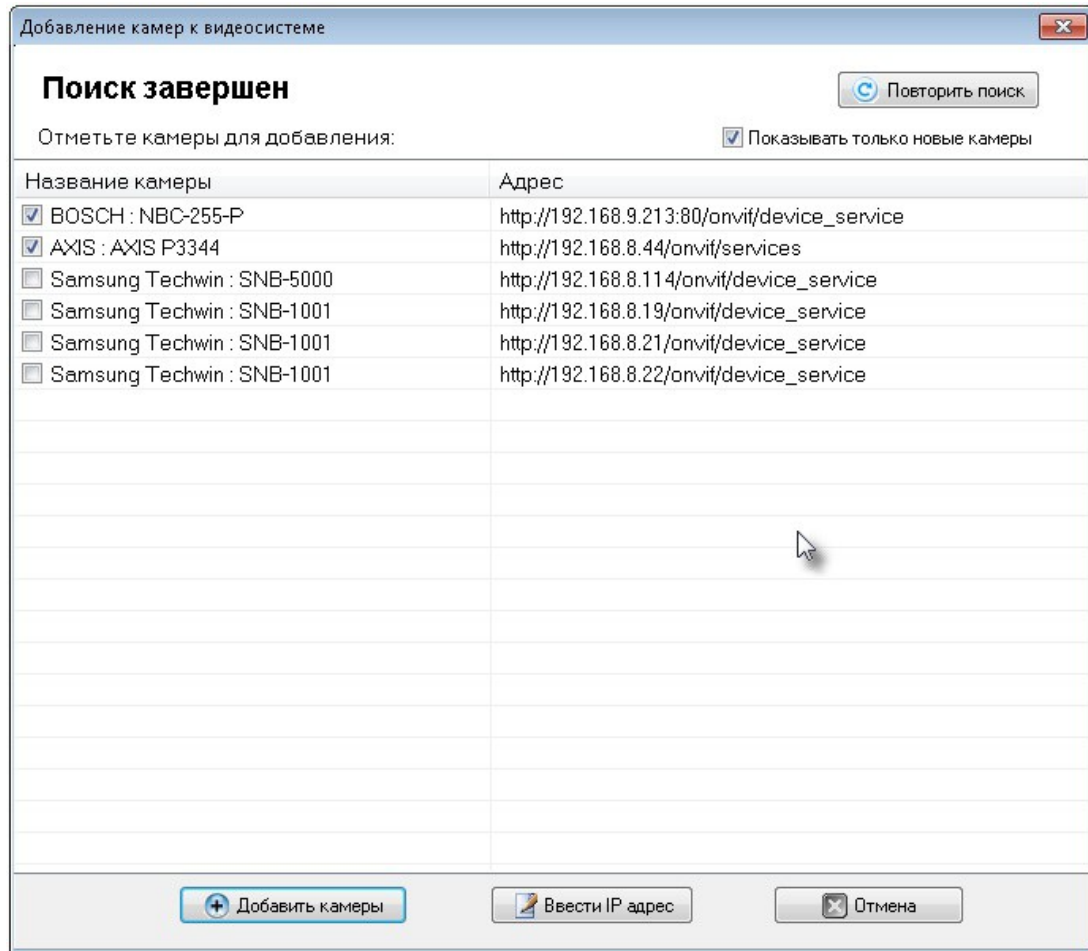 Добавление камер к видеосистеме
Поиск завершен
Повторить поиск
Отметьте камеры для добавления:
Показывать только новые камеры
Название камеры Адрес
BOSCH : NBC-255-P http://192.168.9.213:80/onvif/device_service
AXIS : AXIS P3344 http://192.168.8.44/onvif/services
Samsung Techwin : SNB-5000 http://192.168.8.114/onvif/device_service
Samsung Techwin : SNB-1001 http://192.168.8.19/onvif/device_service
Samsung Techwin : SNB-1001 http://192.168.8.21/onvif/device_service
Samsung Techwin : SNB-1001 http://192.168.8.22/onvif/device_service
Добавить камеры Ввести IP адрес Отмена